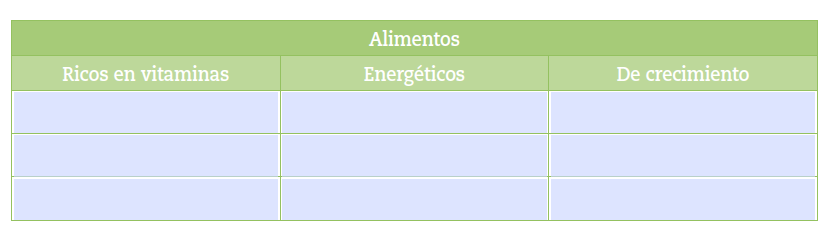 Alimentos
Ricos en vitaminas Energéticos De crecimiento